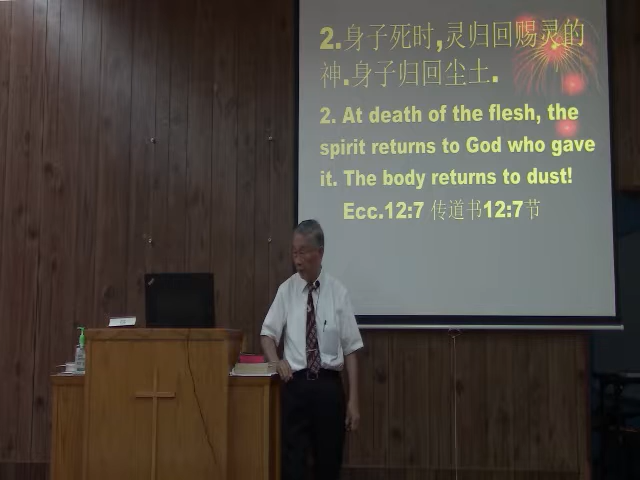 2.身子死时,灵归回赐灵的
神.身子归回尘土.
2. At death of the flesh, the
spirit returns to God who gave
it. The body returns to dust!
Ecc.12:7 传道书12:7节